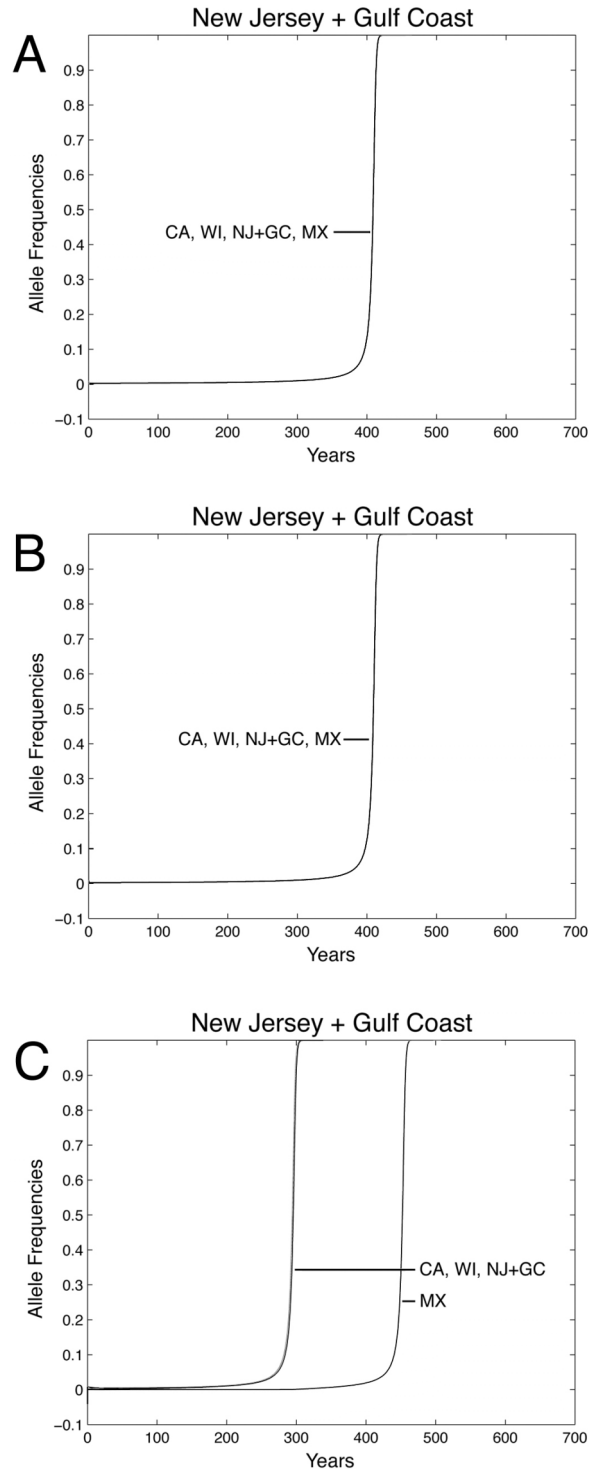 New Jersey + Gulf Coast
A
0.9
0.8
0.7
0.6
0.5
0.4
0.3
0.2
0.1
0
−0.1
Allele Frequencies
CA, WI, NJ+GC, MX
0 100 200 300 400 500 600 700
Years
New Jersey + Gulf Coast
B
0.9
0.8
0.7
0.6
0.5
0.4
0.3
0.2
0.1
0
−0.1
Allele Frequencies
CA, WI, NJ+GC, MX
0 100 200 300 400 500 600 700
Years
New Jersey + Gulf Coast
C
0.9
0.8
0.7
0.6
0.5
0.4
0.3
0.2
0.1
0
−0.1
Allele Frequencies
CA, WI, NJ+GC
MX
0 100 200 300 400 500 600 700
Years